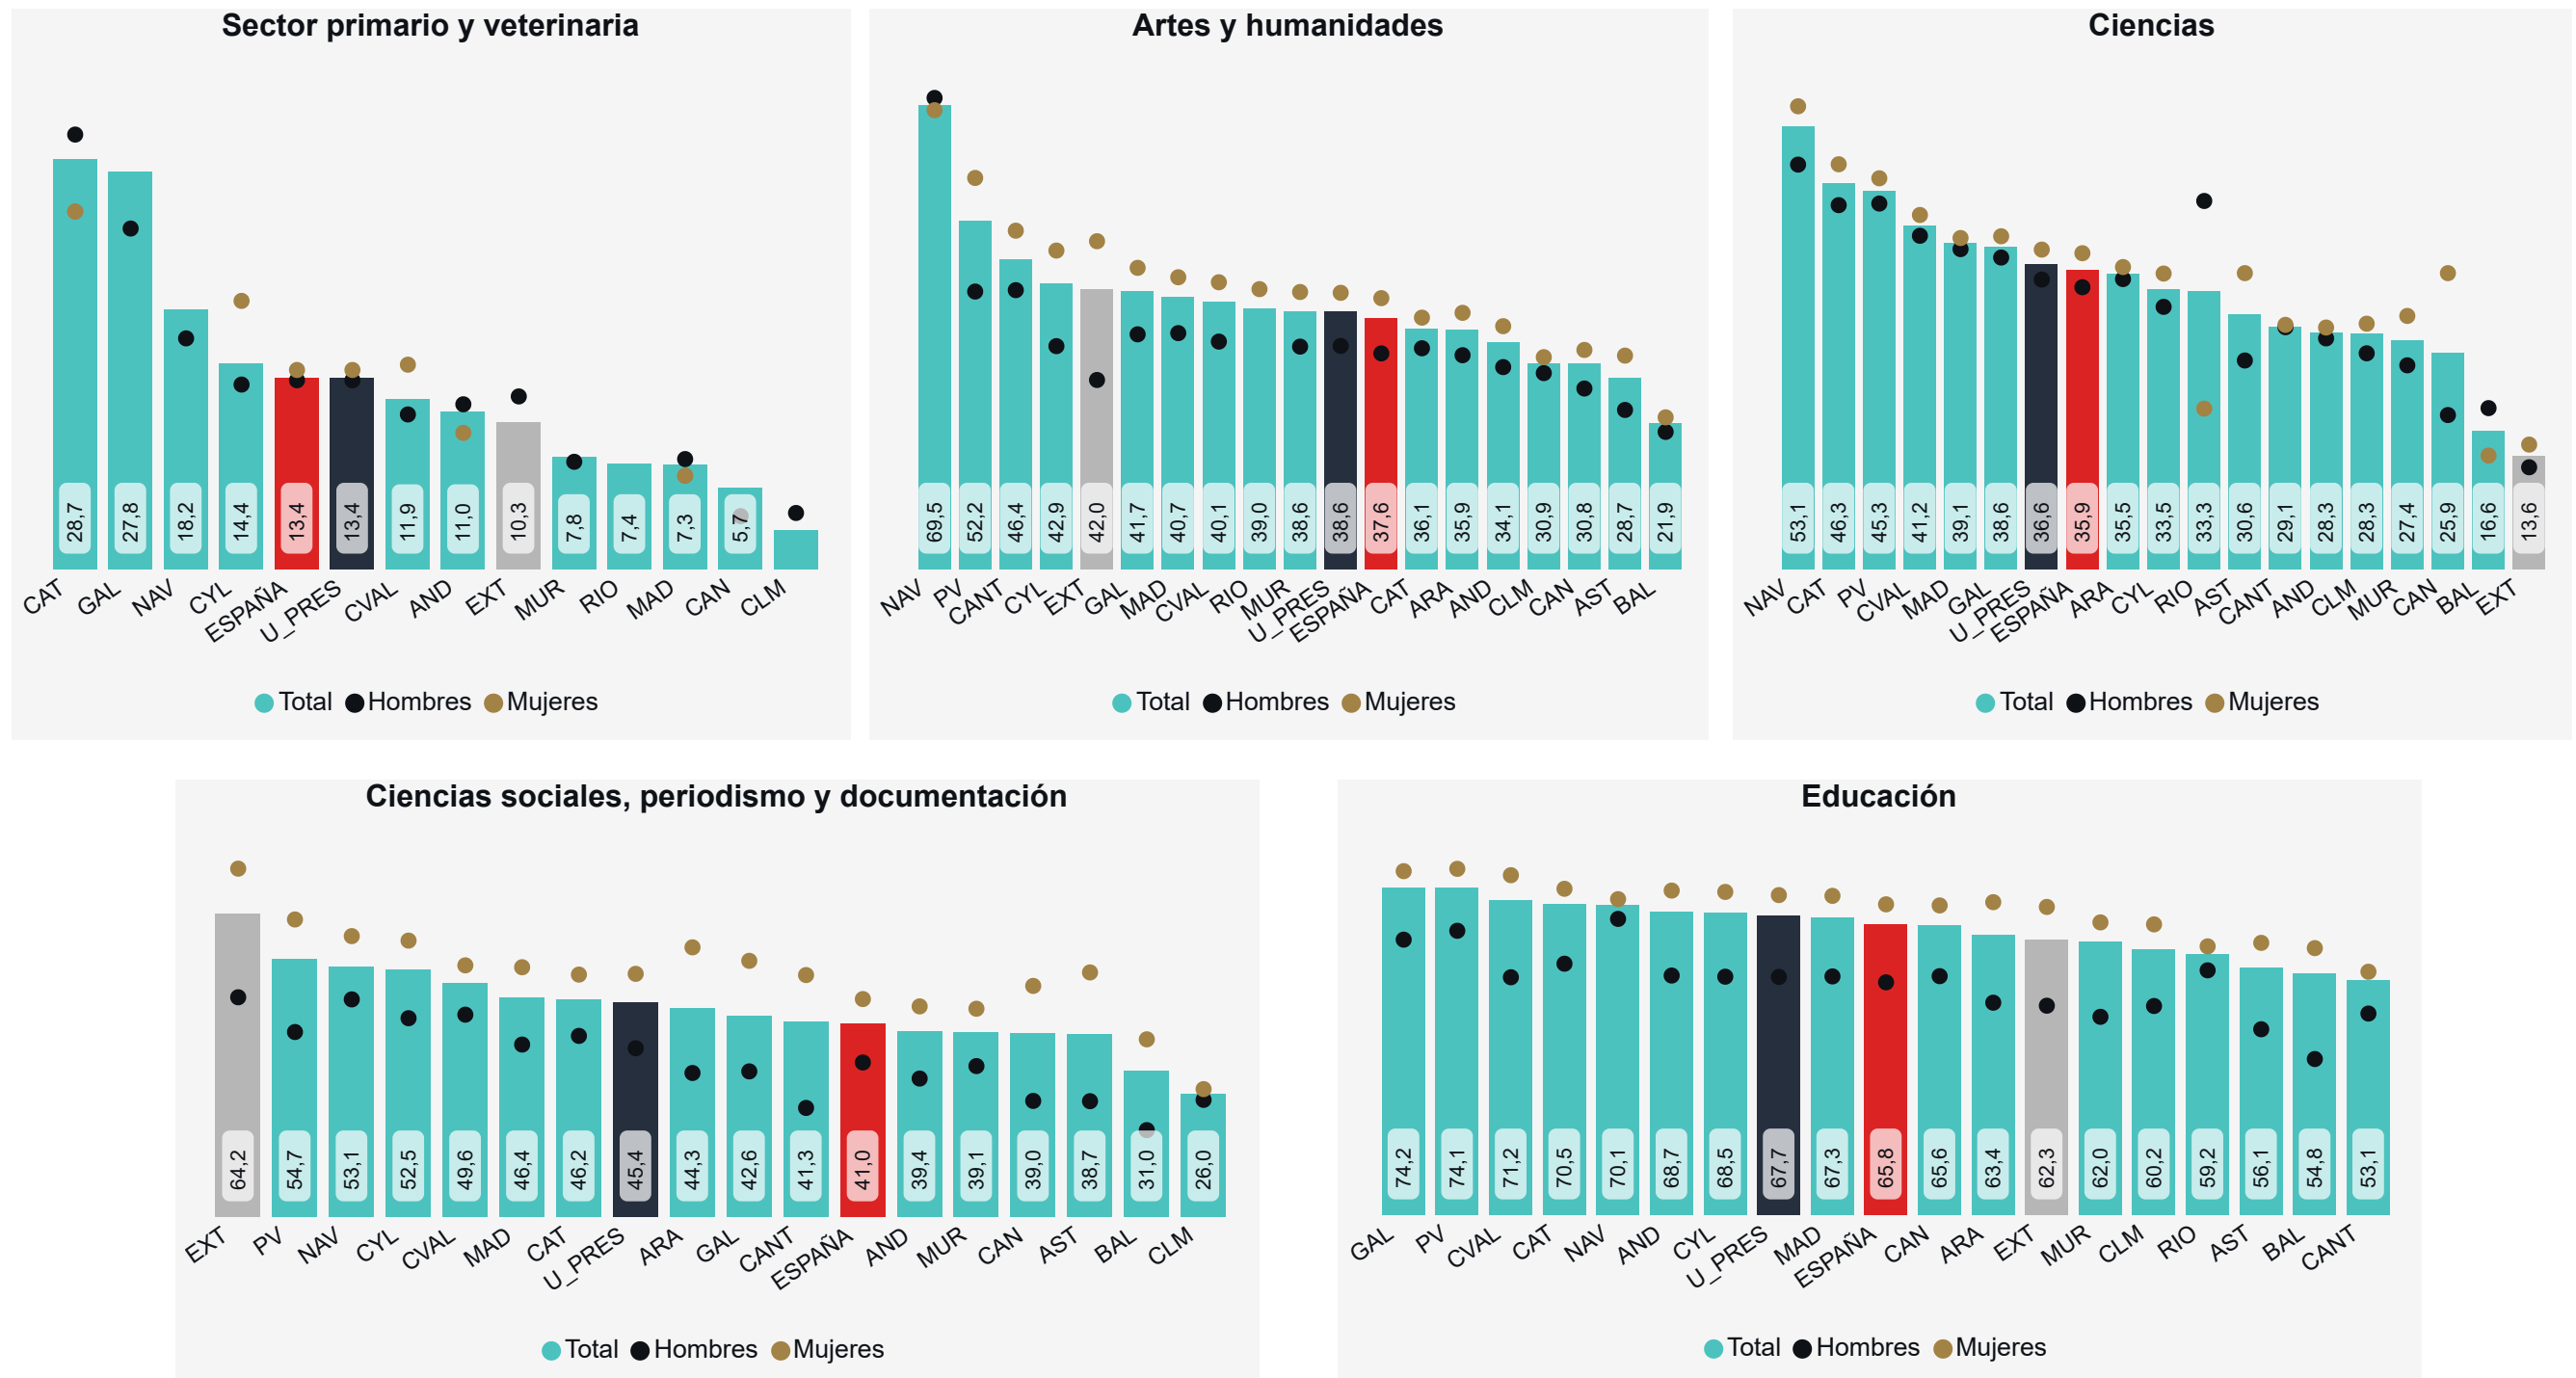 Sector primario y veterinaria
28,7 27,8 18,2 14,4 13,4 13,4 11,9 11,0 10,3 7,8 7,4 7,3 5,7
CAT GAL NAV CYL ESPAÑA U_PRES CVAL AND EXT MUR RIO MAD CAN CLM
Total Hombres Mujeres
Artes y humanidades
69,5 52,2 46,4 42,9 42,0 41,7 40,7 40,1 39,0 38,6 38,6 37,6 36,1 35,9 34,1 30,9 30,8 28,7 21,9
NAV PV CANT CYL EXT GAL MAD CVAL RIO MUR U_PRES ESPAÑA CAT ARA AND CLM CAN AST BAL
Total Hombres Mujeres
Ciencias
53,1 46,3 45,3 41,2 39,1 38,6 36,6 35,9 35,5 33,5 33,3 30,6 29,1 28,3 28,3 27,4 25,9 16,6 13,6
NAV CAT PV CVAL MAD GAL U_PRES ESPAÑA ARA CYL RIO AST CANT AND CLM MUR CAN BAL EXT
Total Hombres Mujeres
Ciencias sociales, periodismo y documentación
64,2 54,7 53,1 52,5 49,6 46,4 46,2 45,4 44,3 42,6 41,3 41,0 39,4 39,1 39,0 38,7 31,0 26,0
EXT PV NAV CYL CVAL MAD CAT U_PRES ARA GAL CANT ESPAÑA AND MUR CAN AST BAL CLM
Total Hombres Mujeres
Educación
74,2 74,1 71,2 70,5 70,1 68,7 68,5 67,7 67,3 65,8 65,6 63,4 62,3 62,0 60,2 59,2 56,1 54,8 53,1
GAL PV CVAL CAT NAV AND CYL U_PRES MAD ESPAÑA CAN ARA EXT MUR CLM RIO AST BAL CANT
Total Hombres Mujeres